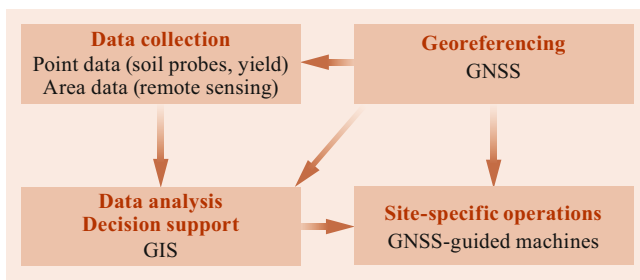 Data collection
Point data (soil probes, yield)
Area data (remote sensing)
Georeferencing
GNSS
Data analysis
Decision support
GIS
Site-specific operations
GNSS-guided machines